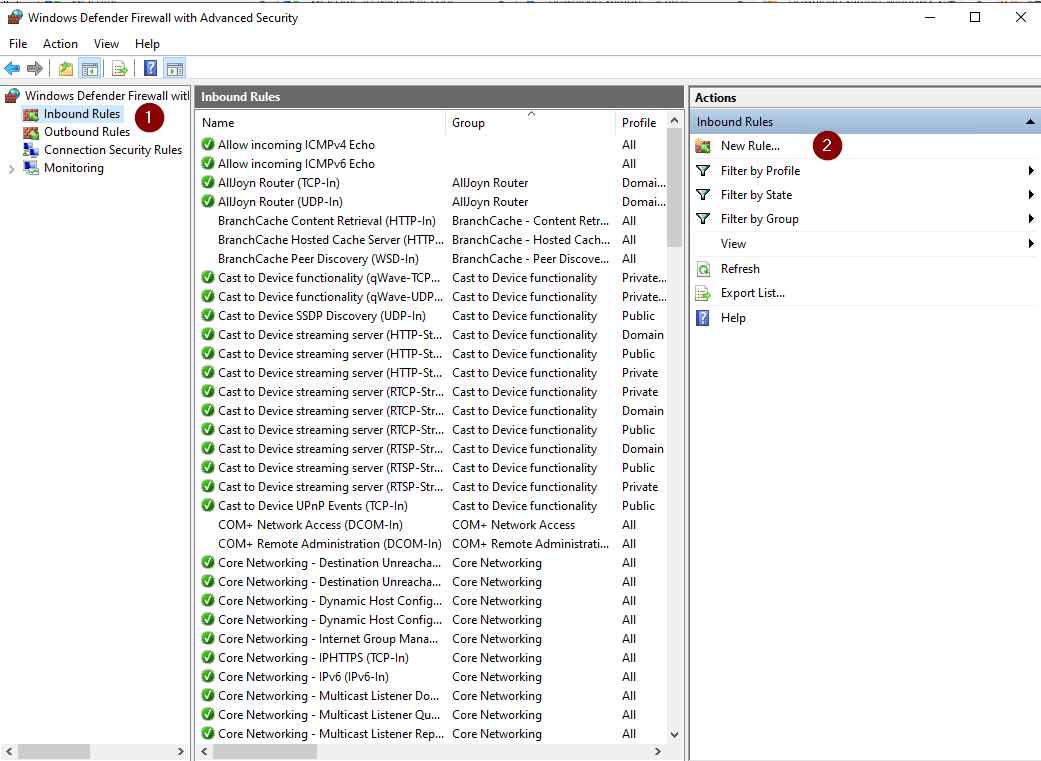 Windows Defender Firewall with Advanced Security
File Action View Help
Windows Defender Firewall with
Inbound Rules
1
Outbound Rules
Connection Security Rules
Monitoring
Inbound Rules
Name Group Profile
Allow incoming ICMPv4 Echo All
Allow incoming ICMPv6 Echo All
AllJoyn Router (TCP-In) AllJoyn Router Domai...
AllJoyn Router (UDP-In) AllJoyn Router Domai...
BranchCache Content Retrieval (HTTP-In) BranchCache - Content Retr... All
BranchCache Hosted Cache Server (HTTP... BranchCache - Hosted Cach... All
BranchCache Peer Discovery (WSD-In) BranchCache - Peer Discove... All
Cast to Device functionality (qWave-TCP... Cast to Device functionality Private...
Cast to Device functionality (qWave-UDP... Cast to Device functionality Private...
Cast to Device SSDP Discovery (UDP-In) Cast to Device functionality Public
Cast to Device streaming server (HTTP-St... Cast to Device functionality Domain
Cast to Device streaming server (HTTP-St... Cast to Device functionality Public
Cast to Device streaming server (HTTP-St... Cast to Device functionality Private
Cast to Device streaming server (RTCP-Str... Cast to Device functionality Private
Cast to Device streaming server (RTCP-Str... Cast to Device functionality Domain
Cast to Device streaming server (RTCP-Str... Cast to Device functionality Public
Cast to Device streaming server (RTSP-Str... Cast to Device functionality Domain
Cast to Device streaming server (RTSP-Str... Cast to Device functionality Public
Cast to Device streaming server (RTSP-Str... Cast to Device functionality Private
Cast to Device UPnP Events (TCP-In) Cast to Device functionality Public
COM+ Network Access (DCOM-In) COM+ Network Access All
COM+ Remote Administration (DCOM-In) COM+ Remote Administrati... All
Core Networking - Destination Unreacha... Core Networking All
Core Networking - Destination Unreacha... Core Networking All
Core Networking - Dynamic Host Config... Core Networking All
Core Networking - Dynamic Host Config... Core Networking All
Core Networking - Internet Group Mana... Core Networking All
Core Networking - IPHTTPS (TCP-In) Core Networking All
Core Networking - IPv6 (IPv6-In) Core Networking All
Core Networking - Multicast Listener Do... Core Networking All
Core Networking - Multicast Listener Qu... Core Networking All
Core Networking - Multicast Listener Rep... Core Networking All
Actions
Inbound Rules
New Rule...
2
Filter by Profile
Filter by State
Filter by Group
View
Refresh
Export List...
Help